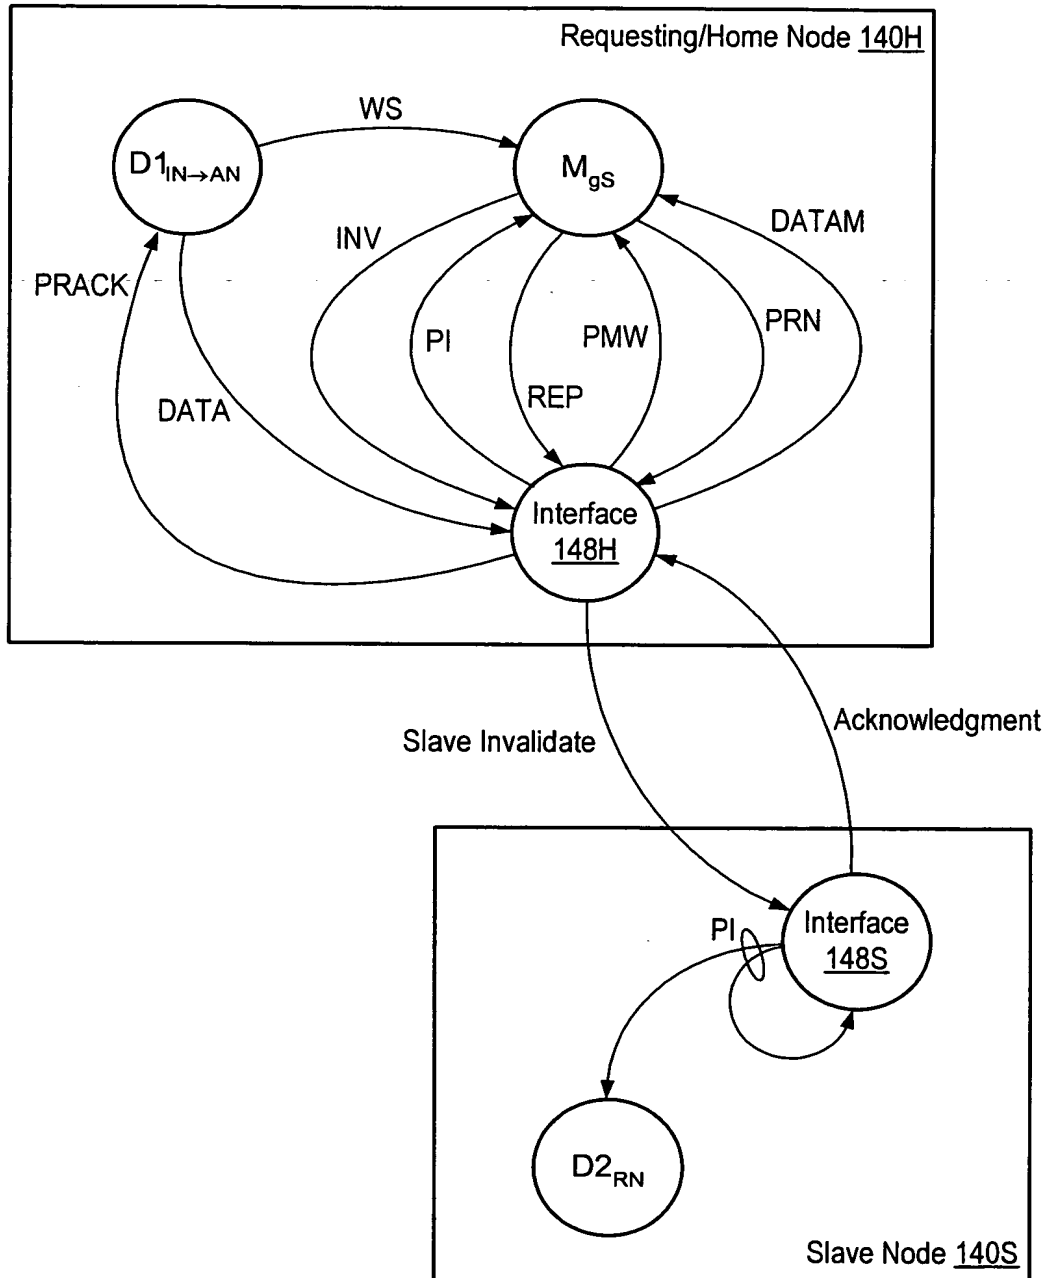 Requesting/Home Node 140H
WS
D1IN→AN
MgS
DATAM
INV
PRACK
PI
PMW
PRN
REP
DATA
Interface
148H
Slave Invalidate
Acknowledgment
PI
Interface
148S
D2RN
Slave Node 140S